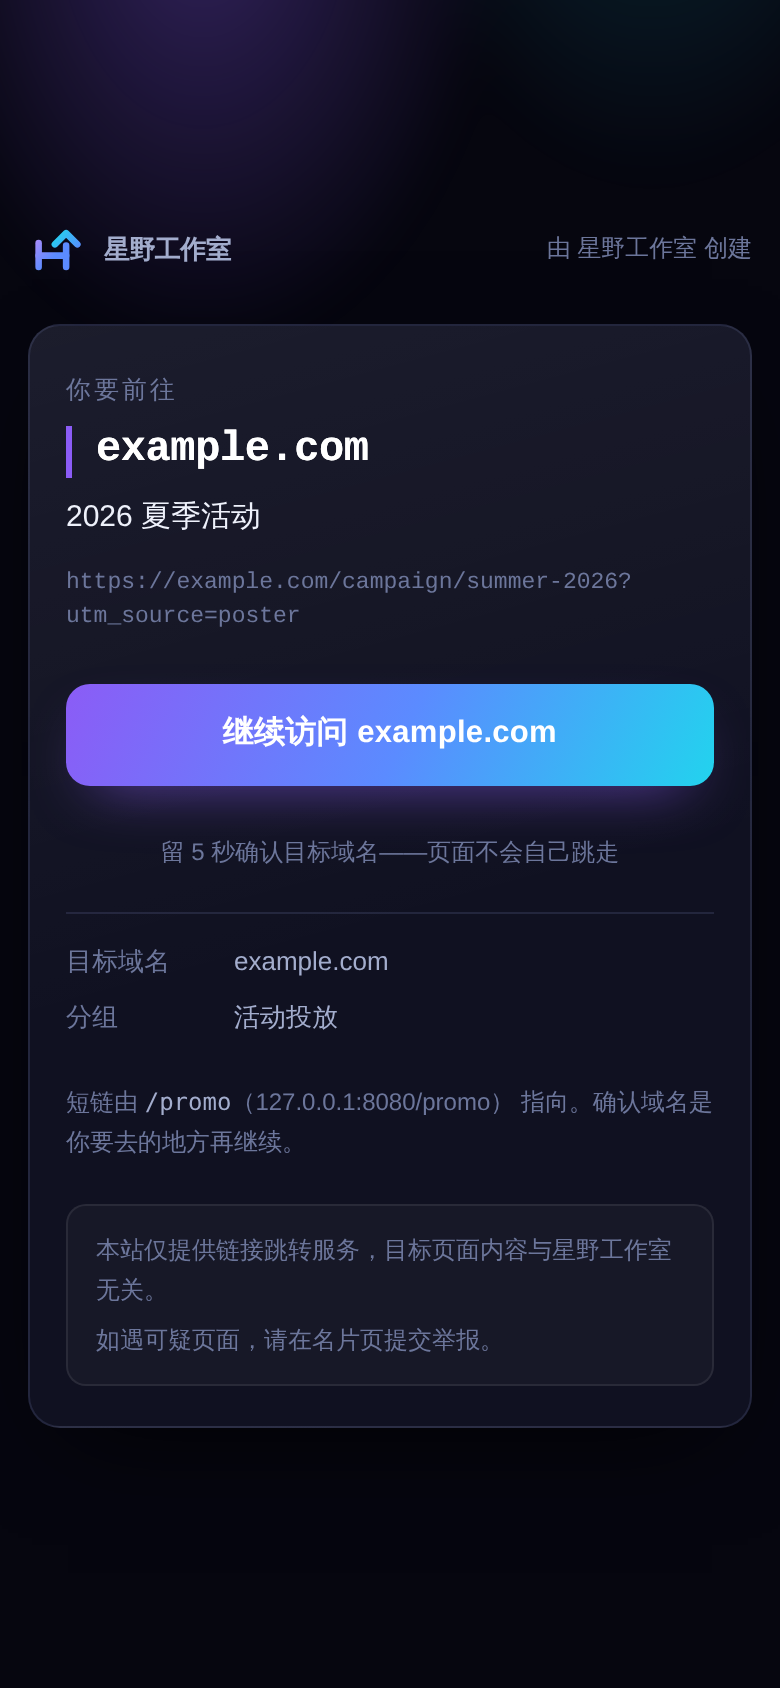 星野工作室
由 星野工作室 创建
你要前往
example.com
2026 夏季活动
https://example.com/campaign/summer-2026?
utm_source=poster
继续访问 example.com
留 5 秒确认目标域名——页面不会自己跳走
目标域名 example.com
分组 活动投放
短链由 /promo（127.0.0.1:8080/promo） 指向。确认域名是
你要去的地方再继续。
本站仅提供链接跳转服务，目标页面内容与星野工作室
无关。
如遇可疑页面，请在名片页提交举报。